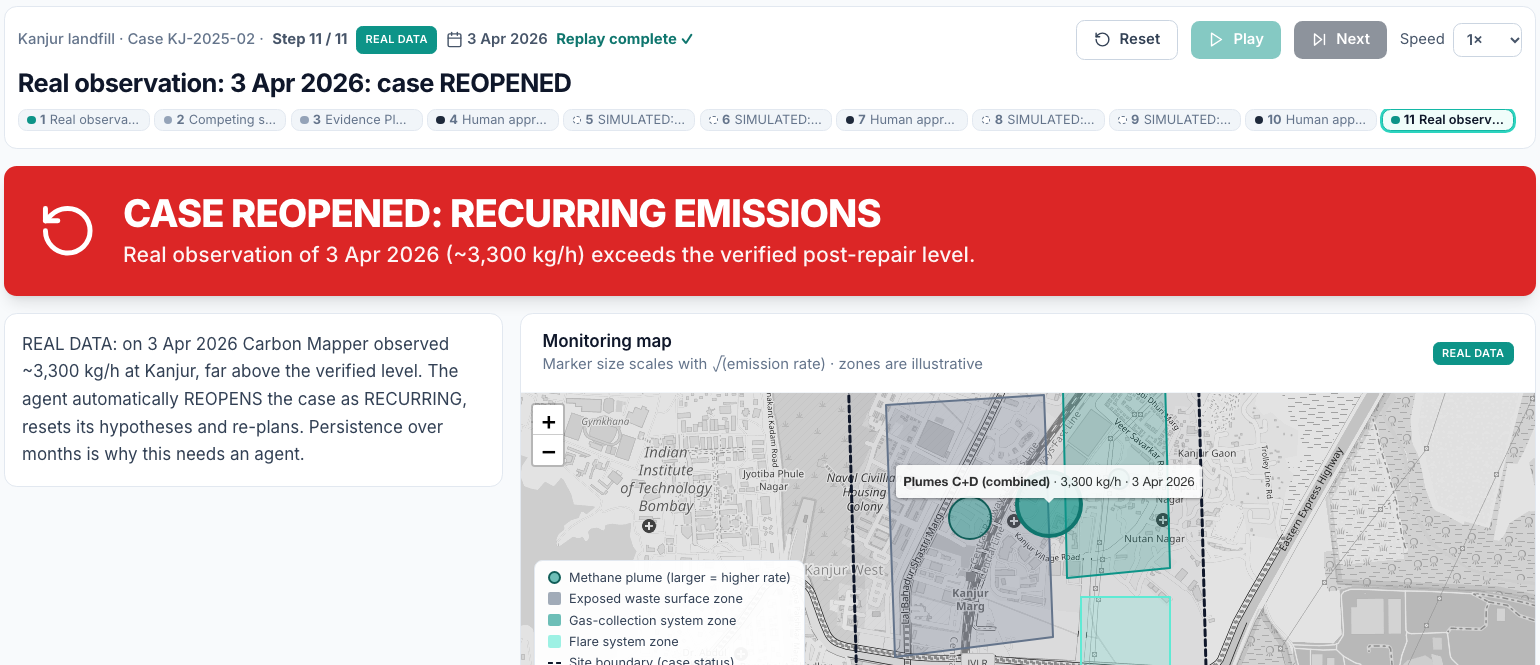 Kanjur landfill · Case KJ-2025-02 · Step 11 / 11 REAL DATA 3 Apr 2026 Replay complete ✓
Reset Play Next Speed 1×
Real observation: 3 Apr 2026: case REOPENED
1 Real observa... 2 Competing s... 3 Evidence Pl... 4 Human appr... 5 SIMULATED:... 6 SIMULATED:... 7 Human appr... 8 SIMULATED:... 9 SIMULATED:... 10 Human app... 11 Real observ...
CASE REOPENED: RECURRING EMISSIONS
Real observation of 3 Apr 2026 (~3,300 kg/h) exceeds the verified post-repair level.
REAL DATA: on 3 Apr 2026 Carbon Mapper observed
~3,300 kg/h at Kanjur, far above the verified level. The
agent automatically REOPENS the case as RECURRING,
resets its hypotheses and re-plans. Persistence over
months is why this needs an agent.
Monitoring map
Marker size scales with √(emission rate) · zones are illustrative
REAL DATA
+
−
Gymkhana
Indian
Institute
of Technology
Bombay
Jyotiba Phule
Nagar
Naval Civilia
Housing
Colony
Veer Savarkar
Kanjur Gaon
Trolley Line Rd
Eastern Express Highway
Plumes C+D (combined) · 3,300 kg/h · 3 Apr 2026
Nagar
Nutan Nagar
Kanjur Village Road
Lal Bahadur Shastri Marg
Kanjur West
Kanjur
Marg
JVLR
Methane plume (larger = higher rate)
Exposed waste surface zone
Gas-collection system zone
Flare system zone
Site boundary (case status)